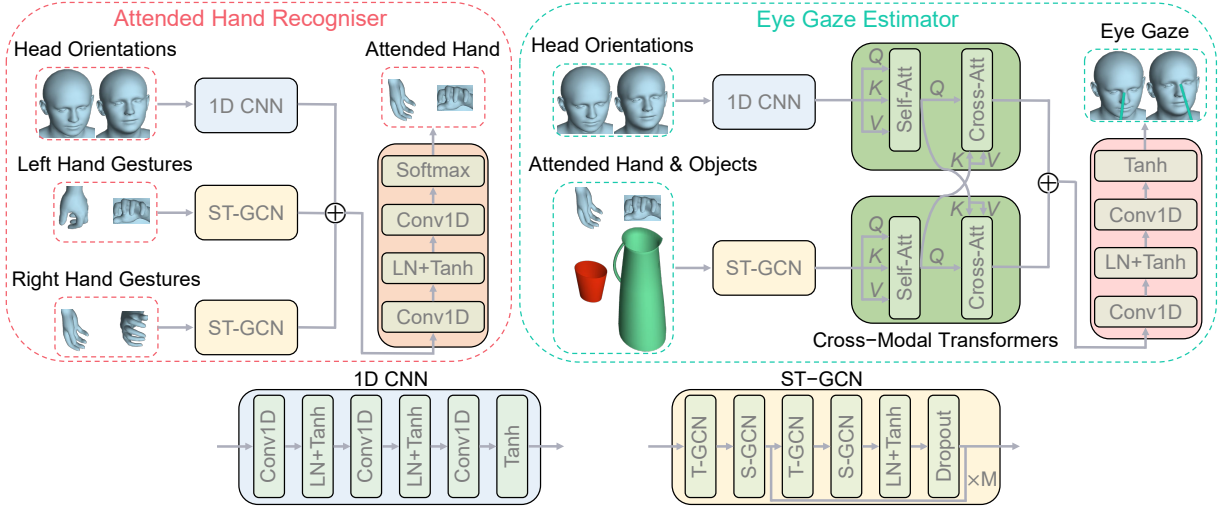 Attended Hand Recogniser
Head Orientations
1D CNN
Left Hand Gestures
ST-GCN
Right Hand Gestures
ST-GCN
Attended Hand
Softmax
Conv1D
LN+Tanh
Conv1D
Eye Gaze Estimator
Head Orientations
1D CNN
Attended Hand & Objects
ST-GCN
Q
K
V
Self-Att
Q
Cross-Att
K
V
K
V
Q
K
V
Self-Att
Q
Cross-Att
Cross-Modal Transformers
Eye Gaze
Tanh
Conv1D
LN+Tanh
Conv1D
1D CNN
Conv1D
LN+Tanh
Conv1D
LN+Tanh
Conv1D
Tanh
ST-GCN
T-GCN
S-GCN
T-GCN
S-GCN
LN+Tanh
Dropout
×M